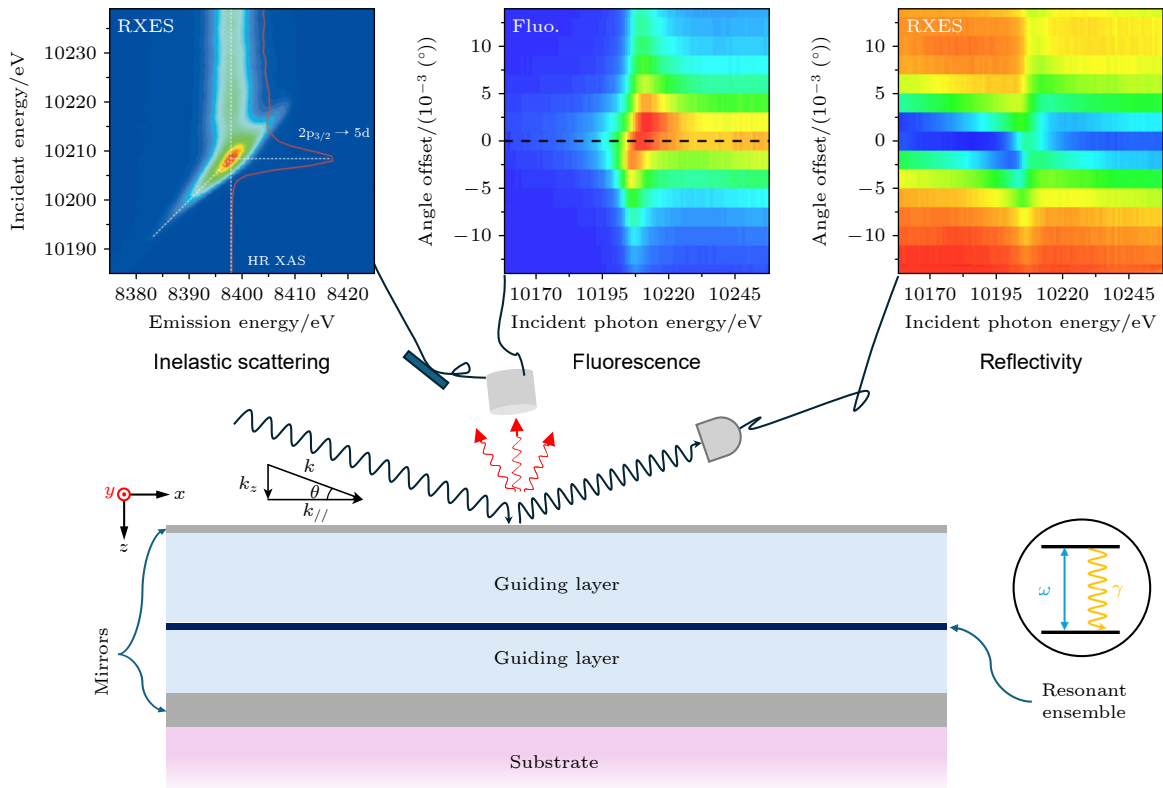 RXES
10230
10220
10210
10200
10190
2p3/2 → 5d
HR XAS
8380 8390 8400 8410 8420
Incident energy/eV
Emission energy/eV
Inelastic scattering
Fluo.
10
5
0
−5
−10
10170 10195 10220 10245
Angle offset/(10⁻³ (°))
Incident photon energy/eV
Fluorescence
RXES
10
5
0
−5
−10
10170 10195 10220 10245
Angle offset/(10⁻³ (°))
Incident photon energy/eV
Reflectivity
y x
z
k
kz θ
k//
Mirrors
Guiding layer
Guiding layer
Substrate
ω γ
Resonant
ensemble